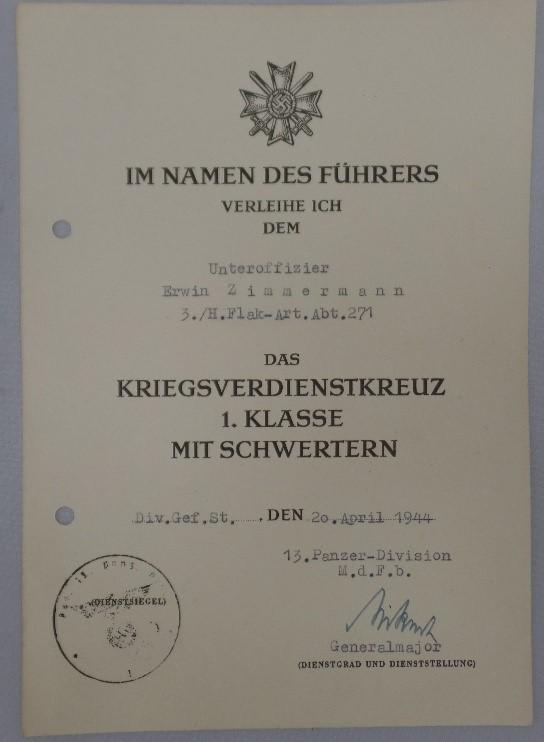 IM NAMEN DES FÜHRERS
VERLEIHE ICH
DEM
Unteroffizier
Erwin Zimmermann
3./H.Flak-Art.Abt.271
DAS
KRIEGSVERDIENSTKREUZ
1. KLASSE
MIT SCHWERTERN
Div.Gef.St. , DEN 20. April 1944
13.Panzer-Division
M.d.F.b.
(DIENSTSIEGEL)
Generalmajor
(DIENSTGRAD UND DIENSTSTELLUNG)